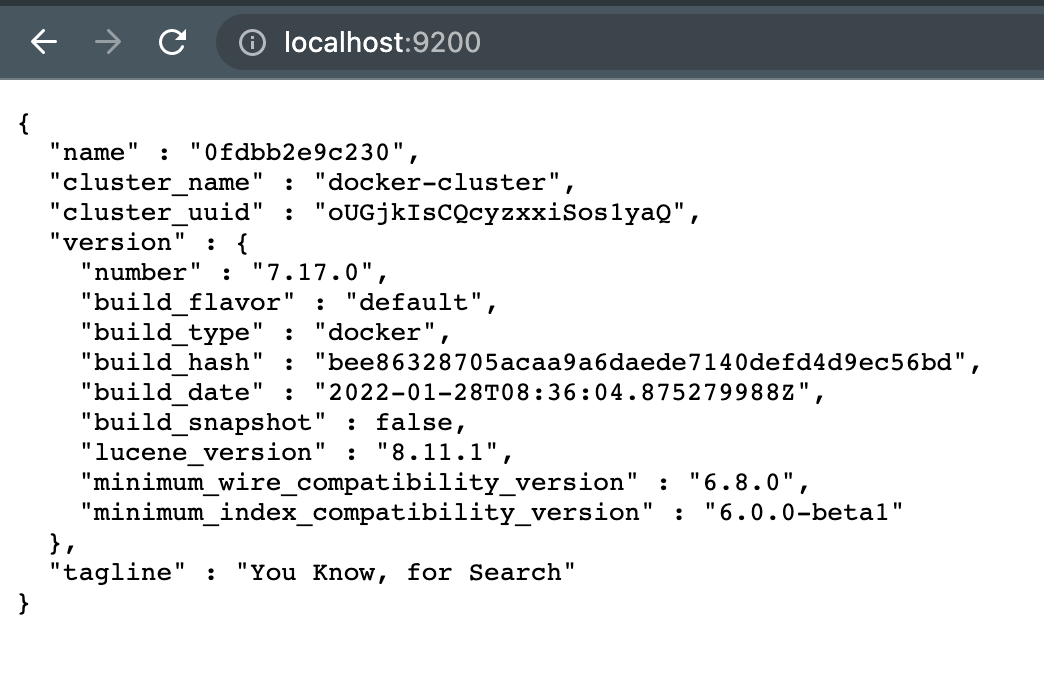 localhost:9200
{
  "name" : "0fdbb2e9c230",
  "cluster_name" : "docker-cluster",
  "cluster_uuid" : "oUGjkIsCQcyzxxiSos1yaQ",
  "version" : {
    "number" : "7.17.0",
    "build_flavor" : "default",
    "build_type" : "docker",
    "build_hash" : "bee86328705acaa9a6daede7140defd4d9ec56bd",
    "build_date" : "2022-01-28T08:36:04.875279988Z",
    "build_snapshot" : false,
    "lucene_version" : "8.11.1",
    "minimum_wire_compatibility_version" : "6.8.0",
    "minimum_index_compatibility_version" : "6.0.0-beta1"
  },
  "tagline" : "You Know, for Search"
}